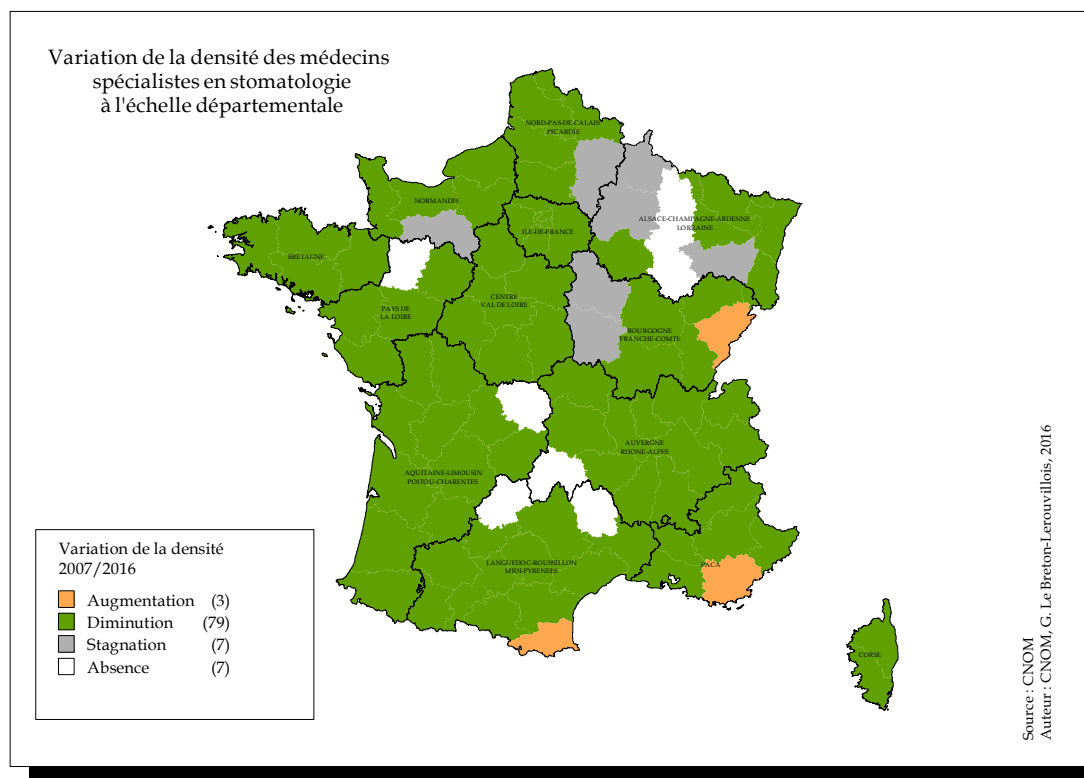 Variation de la densité des médecins
spécialistes en stomatologie
à l'échelle départementale
NORD-PAS-DE-CALAIS
PICARDIE
NORMANDIE
ALSACE-CHAMPAGNE-ARDENNE
LORRAINE
ILE-DE-FRANCE
BRETAGNE
CENTRE
VAL DE LOIRE
PAYS DE
LA LOIRE
BOURGOGNE
FRANCHE-COMTE
AUVERGNE
RHONE-ALPES
AQUITAINE-LIMOUSIN
POITOU-CHARENTES
LANGUEDOC-ROUSSILLON
MIDI-PYRENEES
PACA
CORSE
Variation de la densité
2007/2016
Augmentation (3)
Diminution (79)
Stagnation (7)
Absence (7)
Source : CNOM
Auteur : CNOM, G. Le Breton-Lerouvillois, 2016